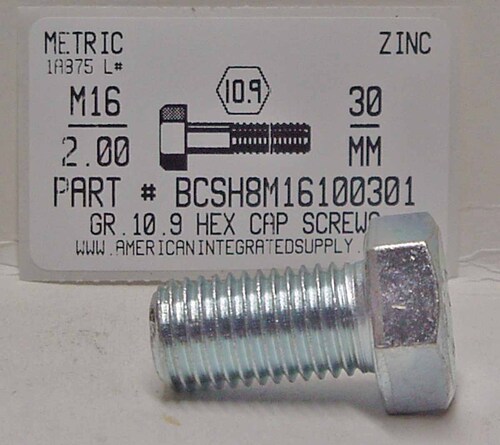 METRIC ZINC
1A875 L#
10.9
M16 30
2.00 MM
PART # BCSH8M16100301
GR.10.9 HEX CAP SCREWS
WWW.AMERICANINTEGRATEDSUPPLY.